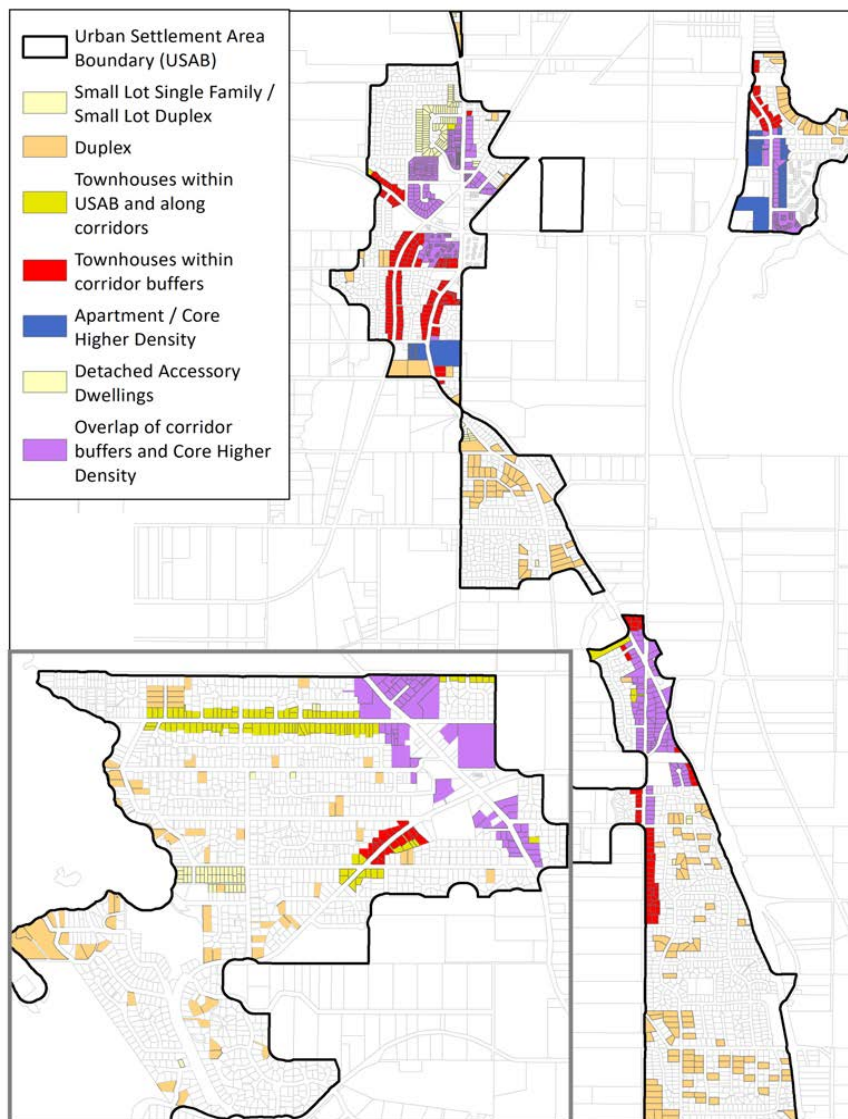 Urban Settlement Area
Boundary (USAB)
Small Lot Single Family /
Small Lot Duplex
Duplex
Townhouses within
USAB and along
corridors
Townhouses within
corridor buffers
Apartment / Core
Higher Density
Detached Accessory
Dwellings
Overlap of corridor
buffers and Core Higher
Density